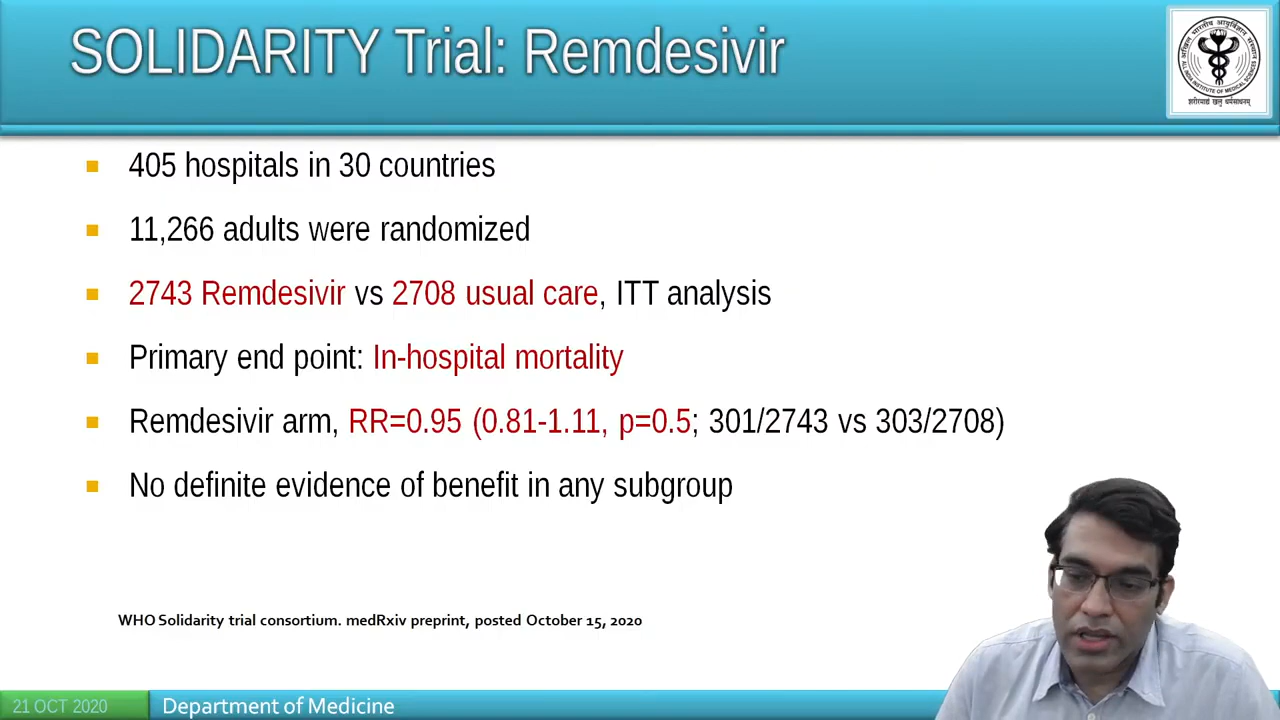 SOLIDARITY Trial: Remdesivir
405 hospitals in 30 countries
11,266 adults were randomized
2743 Remdesivir vs 2708 usual care, ITT analysis
Primary end point: In-hospital mortality
Remdesivir arm, RR=0.95 (0.81-1.11, p=0.5; 301/2743 vs 303/2708)
No definite evidence of benefit in any subgroup
WHO Solidarity trial consortium. medRxiv preprint, posted October 15, 2020
21 OCT 2020
Department of Medicine